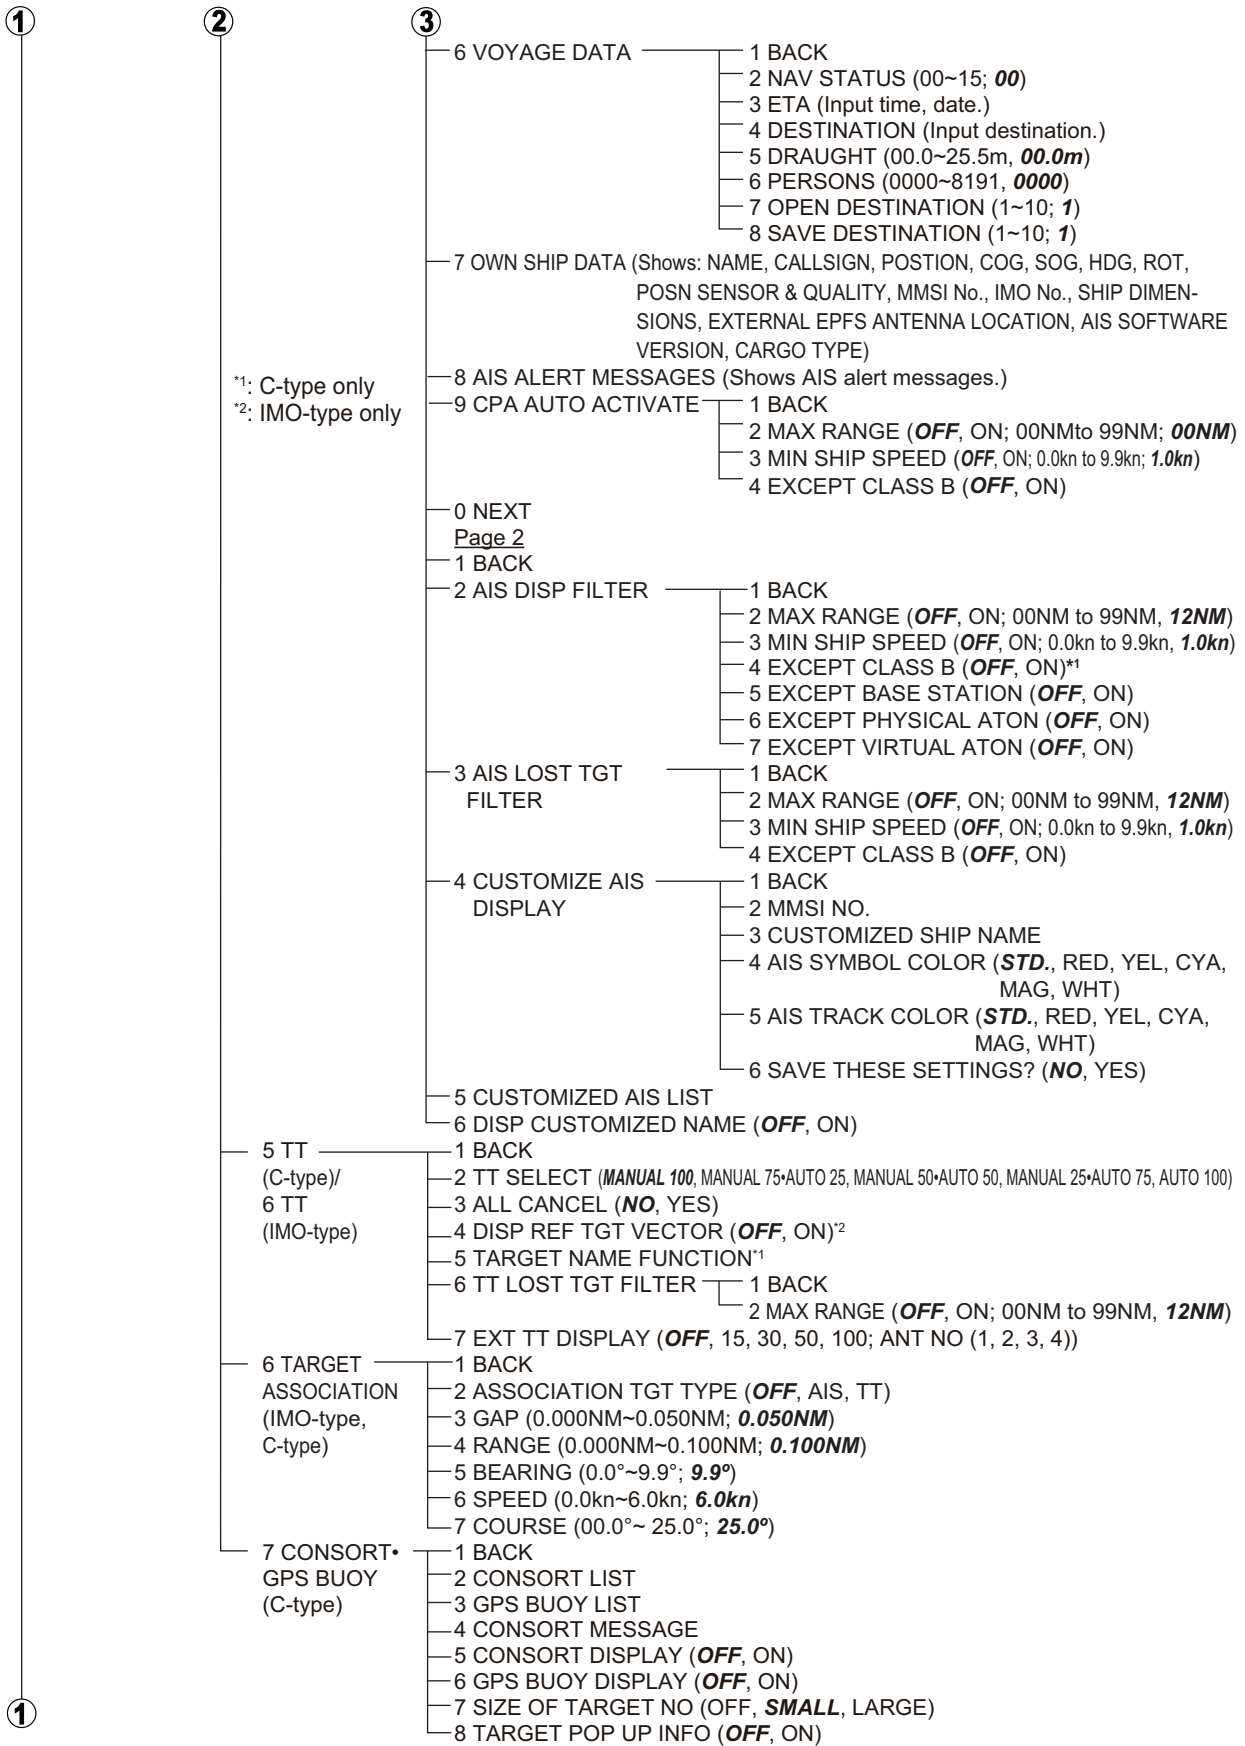 1 2 3
6 VOYAGE DATA
1 BACK
2 NAV STATUS (00~15; 00)
3 ETA (Input time, date.)
4 DESTINATION (Input destination.)
5 DRAUGHT (00.0~25.5m, 00.0m)
6 PERSONS (0000~8191, 0000)
7 OPEN DESTINATION (1~10; 1)
8 SAVE DESTINATION (1~10; 1)
7 OWN SHIP DATA (Shows: NAME, CALLSIGN, POSTION, COG, SOG, HDG, ROT,
POSN SENSOR & QUALITY, MMSI No., IMO No., SHIP DIMEN-
SIONS, EXTERNAL EPFS ANTENNA LOCATION, AIS SOFTWARE
VERSION, CARGO TYPE)
*1: C-type only
*2: IMO-type only
8 AIS ALERT MESSAGES (Shows AIS alert messages.)
9 CPA AUTO ACTIVATE
1 BACK
2 MAX RANGE (OFF, ON; 00NMto 99NM; 00NM)
3 MIN SHIP SPEED (OFF, ON; 0.0kn to 9.9kn; 1.0kn)
4 EXCEPT CLASS B (OFF, ON)
0 NEXT
Page 2
1 BACK
2 AIS DISP FILTER
1 BACK
2 MAX RANGE (OFF, ON; 00NM to 99NM, 12NM)
3 MIN SHIP SPEED (OFF, ON; 0.0kn to 9.9kn, 1.0kn)
4 EXCEPT CLASS B (OFF, ON)*1
5 EXCEPT BASE STATION (OFF, ON)
6 EXCEPT PHYSICAL ATON (OFF, ON)
7 EXCEPT VIRTUAL ATON (OFF, ON)
3 AIS LOST TGT
FILTER
1 BACK
2 MAX RANGE (OFF, ON; 00NM to 99NM, 12NM)
3 MIN SHIP SPEED (OFF, ON; 0.0kn to 9.9kn, 1.0kn)
4 EXCEPT CLASS B (OFF, ON)
4 CUSTOMIZE AIS
DISPLAY
1 BACK
2 MMSI NO.
3 CUSTOMIZED SHIP NAME
4 AIS SYMBOL COLOR (STD., RED, YEL, CYA,
MAG, WHT)
5 AIS TRACK COLOR (STD., RED, YEL, CYA,
MAG, WHT)
6 SAVE THESE SETTINGS? (NO, YES)
5 CUSTOMIZED AIS LIST
6 DISP CUSTOMIZED NAME (OFF, ON)
5 TT
(C-type)/
6 TT
(IMO-type)
1 BACK
2 TT SELECT (MANUAL 100, MANUAL 75•AUTO 25, MANUAL 50•AUTO 50, MANUAL 25•AUTO 75, AUTO 100)
3 ALL CANCEL (NO, YES)
4 DISP REF TGT VECTOR (OFF, ON)*2
5 TARGET NAME FUNCTION*1
6 TT LOST TGT FILTER
1 BACK
2 MAX RANGE (OFF, ON; 00NM to 99NM, 12NM)
7 EXT TT DISPLAY (OFF, 15, 30, 50, 100; ANT NO (1, 2, 3, 4))
6 TARGET
ASSOCIATION
(IMO-type,
C-type)
1 BACK
2 ASSOCIATION TGT TYPE (OFF, AIS, TT)
3 GAP (0.000NM~0.050NM; 0.050NM)
4 RANGE (0.000NM~0.100NM; 0.100NM)
5 BEARING (0.0°~9.9°; 9.9º)
6 SPEED (0.0kn~6.0kn; 6.0kn)
7 COURSE (00.0°~ 25.0°; 25.0º)
7 CONSORT•
GPS BUOY
(C-type)
1 BACK
2 CONSORT LIST
3 GPS BUOY LIST
4 CONSORT MESSAGE
5 CONSORT DISPLAY (OFF, ON)
6 GPS BUOY DISPLAY (OFF, ON)
7 SIZE OF TARGET NO (OFF, SMALL, LARGE)
8 TARGET POP UP INFO (OFF, ON)
1